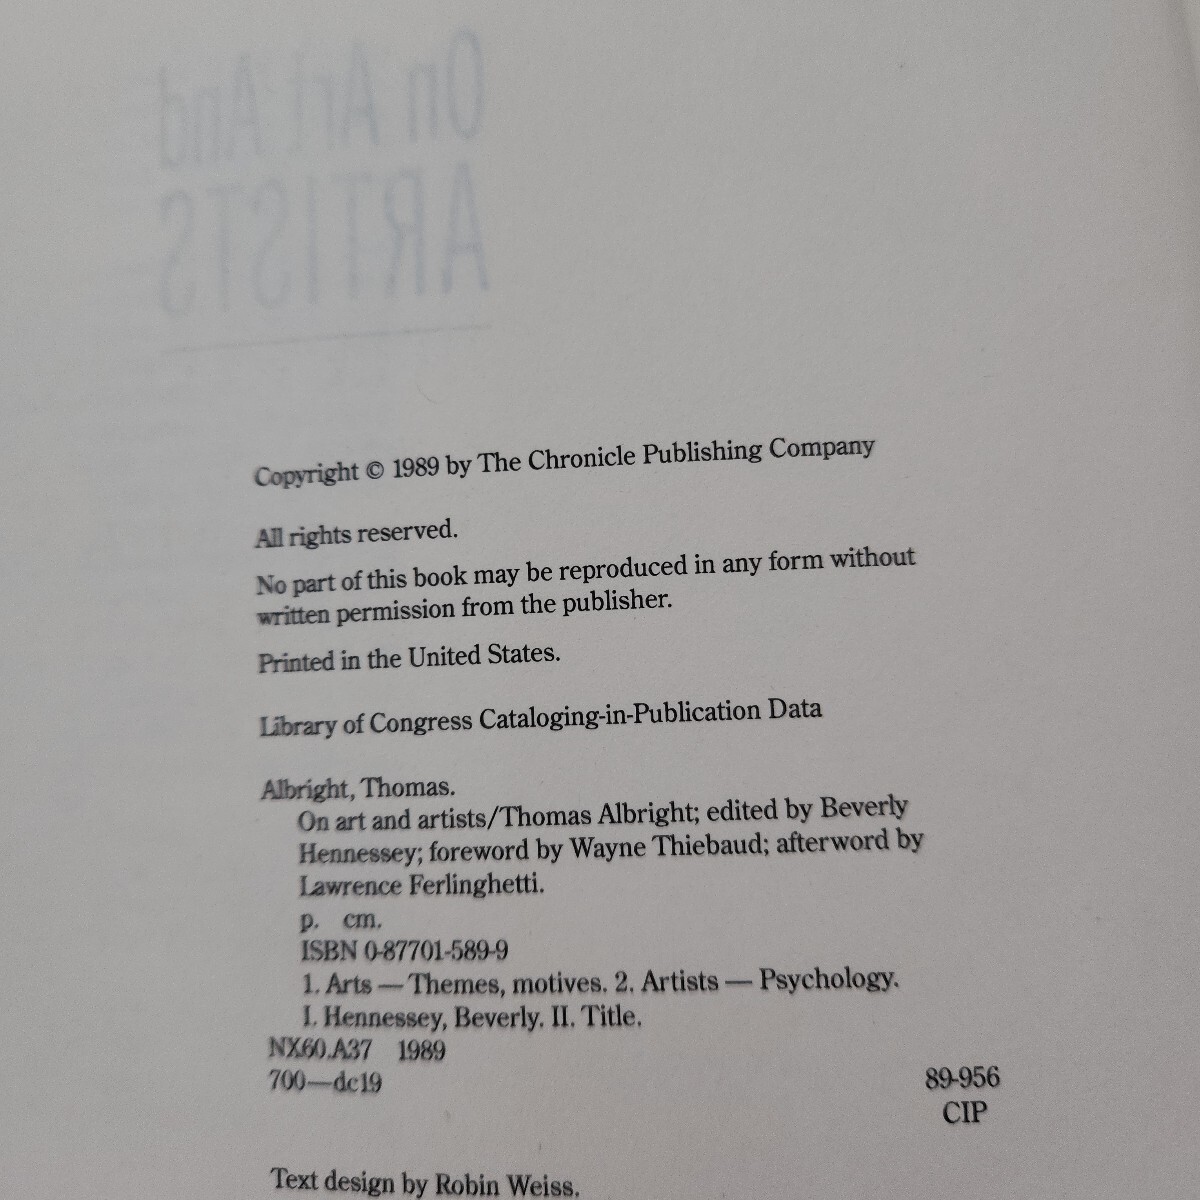 On Art And
ARTISTS
Copyright © 1989 by The Chronicle Publishing Company
All rights reserved.
No part of this book may be reproduced in any form without
written permission from the publisher.
Printed in the United States.
Library of Congress Cataloging-in-Publication Data
Albright, Thomas.
On art and artists/Thomas Albright; edited by Beverly
Hennessey; foreword by Wayne Thiebaud; afterword by
Lawrence Ferlinghetti.
p. cm.
ISBN 0-87701-589-9
1. Arts — Themes, motives. 2. Artists — Psychology.
I. Hennessey, Beverly. II. Title.
NX60.A37 1989
700—dc19
89-956
CIP
Text design by Robin Weiss.